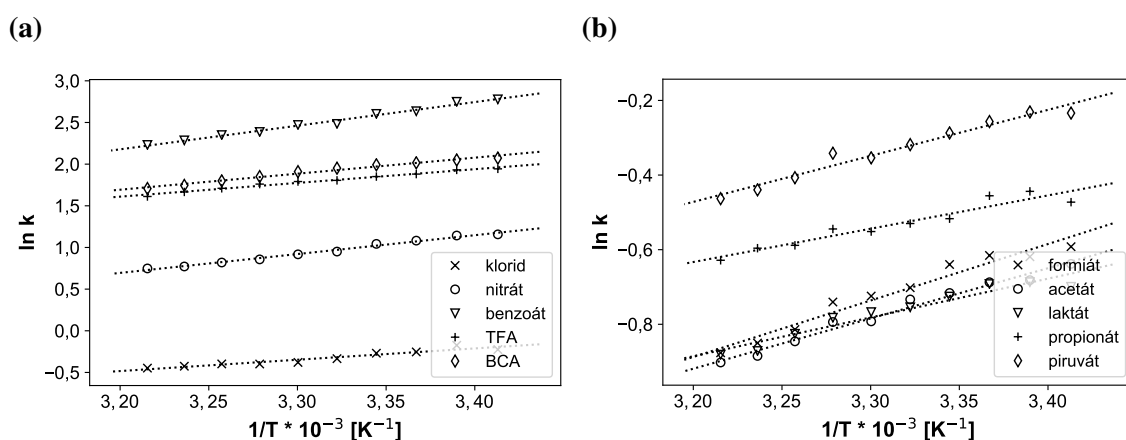 (a)
(b)
ln k
3,0
2,5
2,0
1,5
1,0
0,5
0,0
−0,5
3,20
3,25
3,30
3,35
3,40
1/T * 10⁻³ [K⁻¹]
klorid
nitrát
benzoát
TFA
BCA
ln k
−0,2
−0,4
−0,6
−0,8
3,20
3,25
3,30
3,35
3,40
1/T * 10⁻³ [K⁻¹]
formiát
acetát
laktát
propionát
piruvát